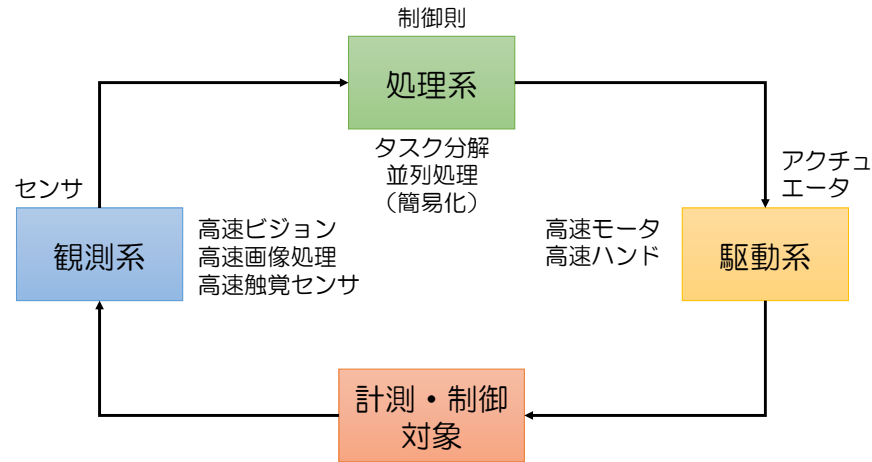 制御則
処理系
タスク分解
並列処理
（簡易化）
センサ
観測系
高速ビジョン
高速画像処理
高速触覚センサ
高速モータ
高速ハンド
アクチュ
エータ
駆動系
計測・制御
対象